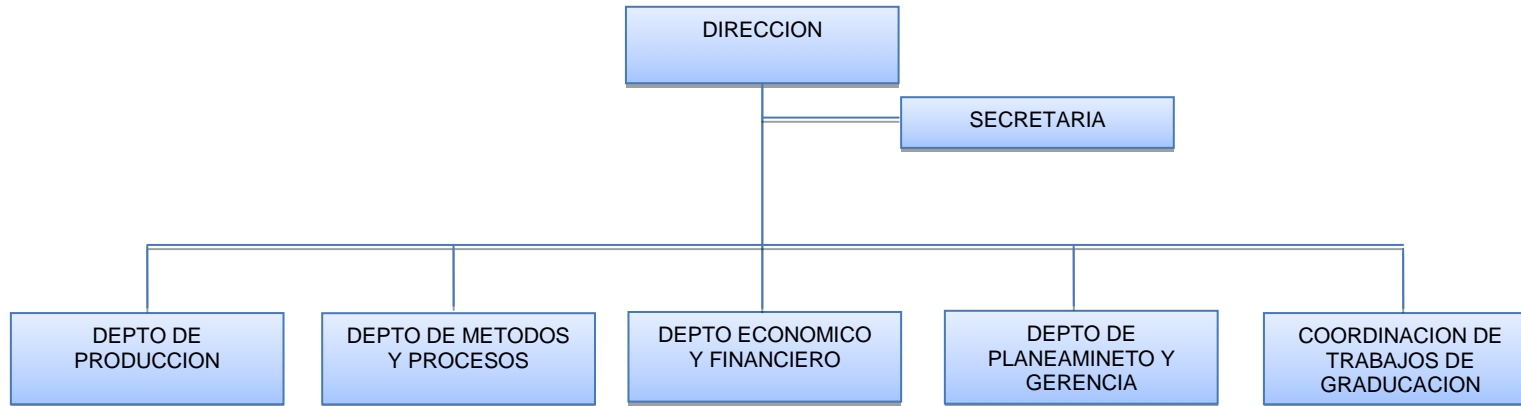 DIRECCION
SECRETARIA
DEPTO DE
PRODUCCION
DEPTO DE METODOS
Y PROCESOS
DEPTO ECONOMICO
Y FINANCIERO
DEPTO DE
PLANEAMINETO Y
GERENCIA
COORDINACION DE
TRABAJOS DE
GRADUCACION